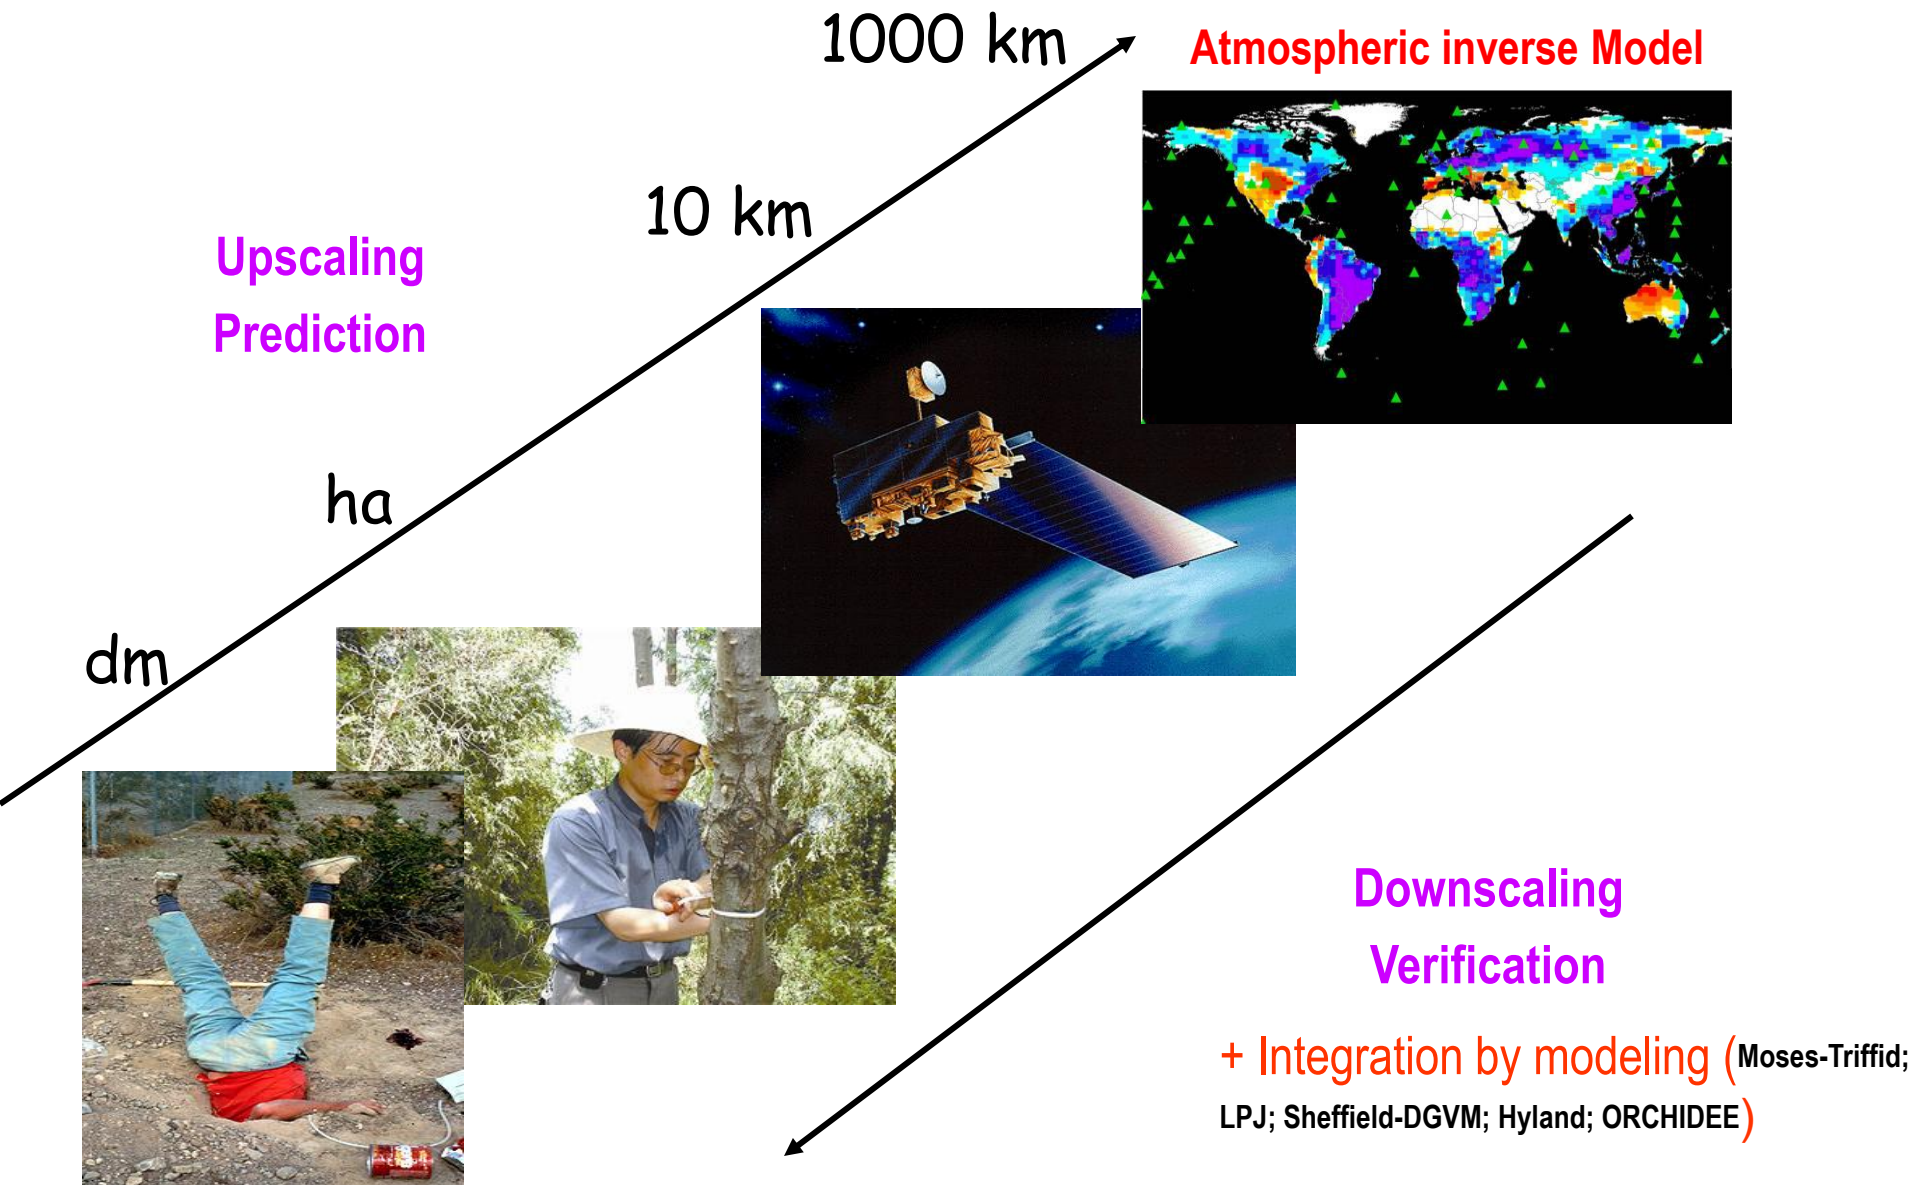 1000 km
Atmospheric inverse Model
10 km
Upscaling
Prediction
ha
dm
Downscaling
Verification
+ Integration by modeling (Moses-Triffid;
LPJ; Sheffield-DGVM; Hyland; ORCHIDEE)